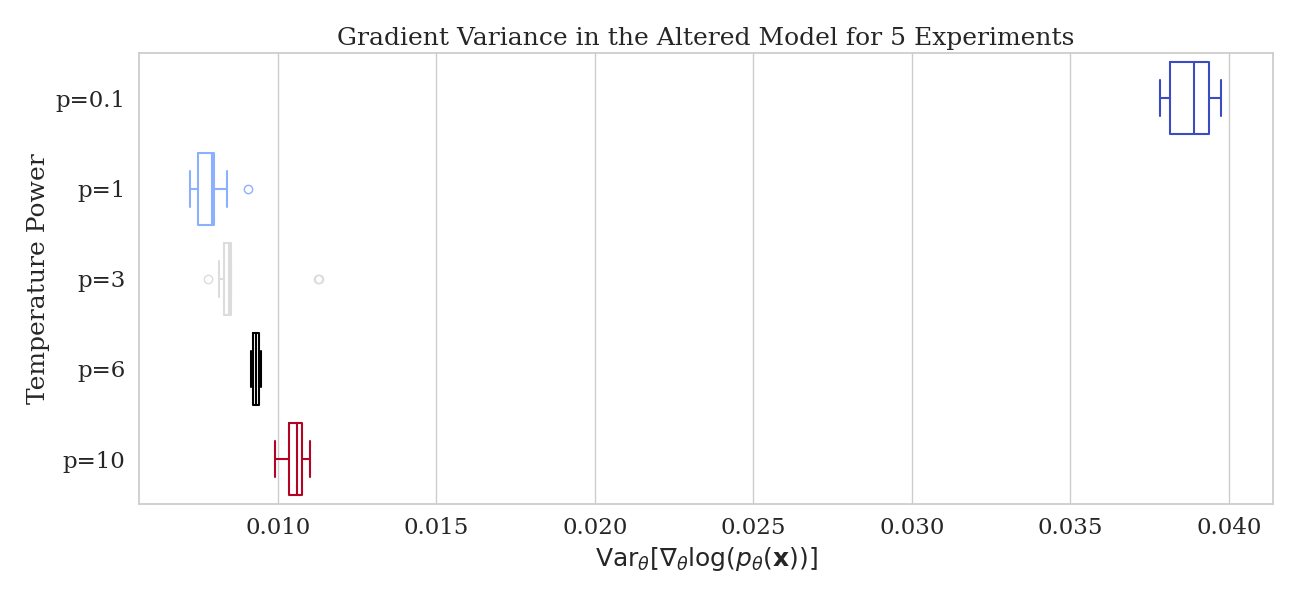 Gradient Variance in the Altered Model for 5 Experiments
Temperature Power
p=0.1
p=1
p=3
p=6
p=10
0.010 0.015 0.020 0.025 0.030 0.035 0.040
Var_θ[∇_θlog(p_θ(𝐱))]